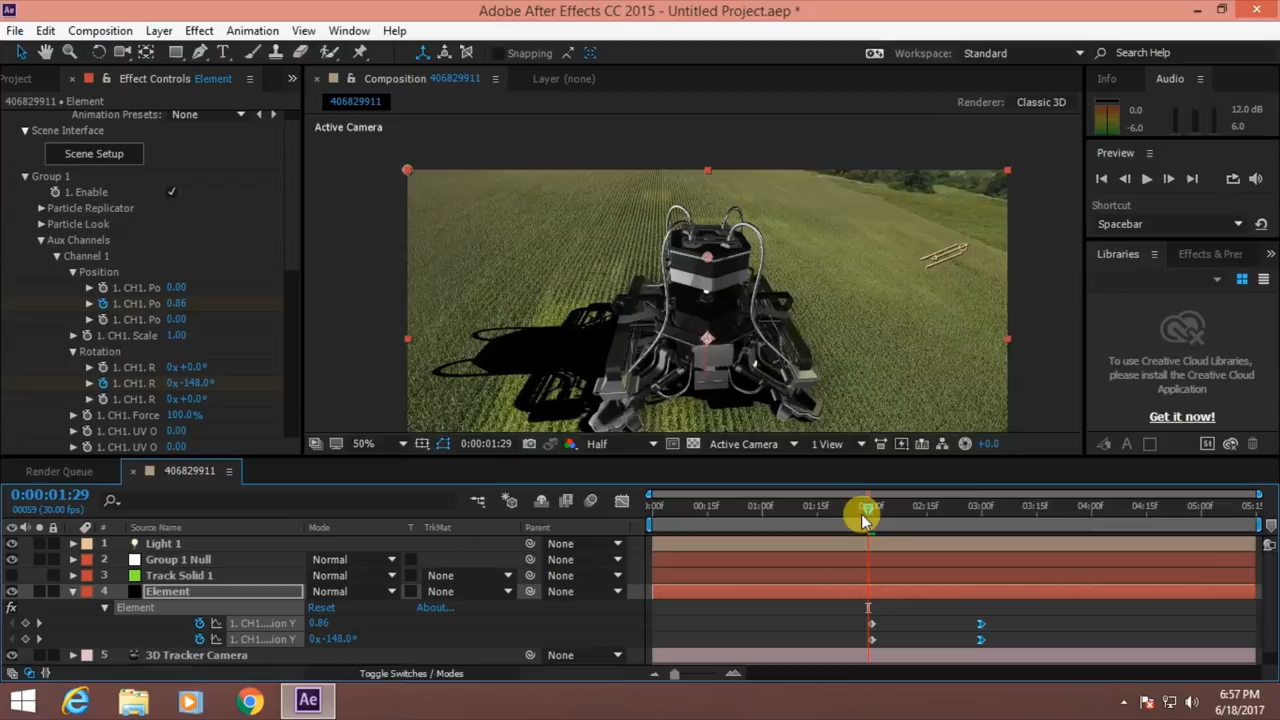 Ae
Adobe After Effects CC 2015 - Untitled Project.aep *
File Edit Composition Layer Effect Animation View Window Help
Snapping
Workspace: Standard
Search Help
Project
Effect Controls Element
Composition 406829911
Layer (none)
Info
Audio
406829911 • Element
406829911
Renderer: Classic 3D
Animation Presets: None
Active Camera
0.0
-6.0
12.0 dB
6.0
Scene Interface
Scene Setup
Group 1
1. Enable
Particle Replicator
Particle Look
Aux Channels
Channel 1
Position
1. CH1. Po 0.00
1. CH1. Po 0.86
1. CH1. Po 0.00
1. CH1. Scale 1.00
Rotation
1. CH1. R 0x+0.0°
1. CH1. R 0x-148.0°
1. CH1. R 0x+0.0°
1. CH1. Force 100.0%
1. CH1. UV O 0.00
1. CH1. UV O 0.00
Preview
Shortcut
Spacebar
Libraries
Effects & Pre
To use Creative Cloud Libraries,
please install the Creative Cloud
Application
Get it now!
50%
0:00:01:29
Half
Active Camera
1 View
+0.0
Render Queue
406829911
0:00:01:29
00059 (30.00 fps)
:00f 00:15f 01:00f 01:15f 02:15f 03:00f 03:15f 04:00f 04:15f 05:00f 05:15
# Source Name Mode T TrkMat Parent
1 Light 1 None
2 Group 1 Null Normal None
3 Track Solid 1 Normal None None
4 Element Normal None None
fx Element Reset About...
1. CH1....ion Y 0.86
1. CH1....ion Y 0x-148.0°
5 3D Tracker Camera None
Toggle Switches / Modes
Ae
6:57 PM
6/18/2017